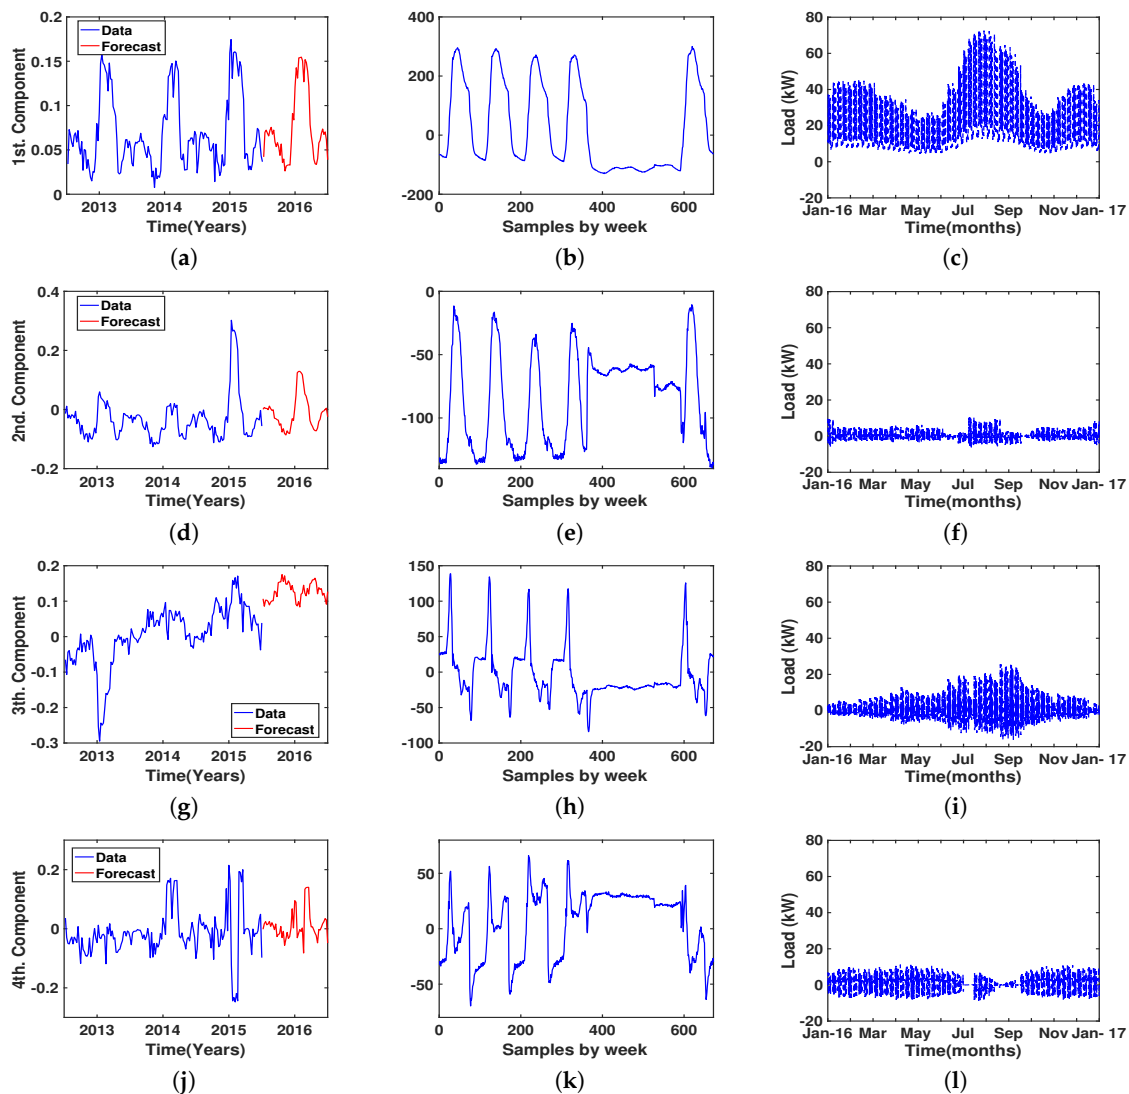 0.2
0.15
0.1
0.05
0
1st. Component
Data
Forecast
2013 2014 2015 2016
Time(Years)
(a)
400
200
0
-200
0 200 400 600
Samples by week
(b)
80
60
40
20
0
-20
Load (kW)
Jan-16 Mar May Jul Sep Nov Jan- 17
Time(months)
(c)
0.4
0.2
0
-0.2
2nd. Component
Data
Forecast
2013 2014 2015 2016
Time(Years)
(d)
0
-50
-100
0 200 400 600
Samples by week
(e)
80
60
40
20
0
-20
Load (kW)
Jan-16 Mar May Jul Sep Nov Jan- 17
Time(months)
(f)
0.2
0.1
0
-0.1
-0.2
-0.3
3th. Component
Data
Forecast
2013 2014 2015 2016
Time(Years)
(g)
150
100
50
0
-50
-100
0 200 400 600
Samples by week
(h)
80
60
40
20
0
-20
Load (kW)
Jan-16 Mar May Jul Sep Nov Jan- 17
Time(months)
(i)
0.2
0
-0.2
4th. Component
Data
Forecast
2013 2014 2015 2016
Time(Years)
(j)
50
0
-50
0 200 400 600
Samples by week
(k)
80
60
40
20
0
-20
Load (kW)
Jan-16 Mar May Jul Sep Nov Jan- 17
Time(months)
(l)